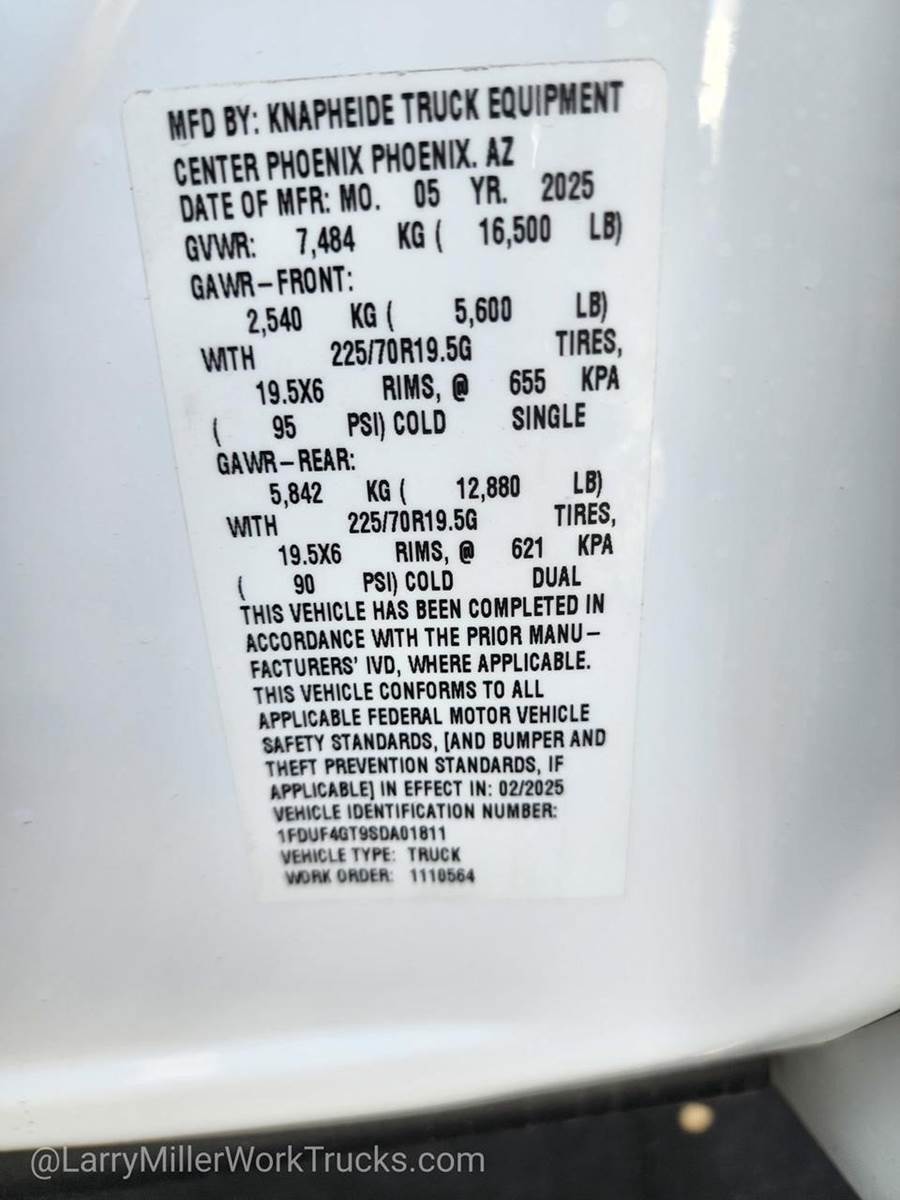 MFD BY: KNAPHEIDE TRUCK EQUIPMENT
CENTER PHOENIX PHOENIX. AZ
DATE OF MFR: MO. 05 YR. 2025
GVWR: 7,484 KG ( 16,500 LB)
GAWR-FRONT:
2,540 KG ( 5,600 LB)
WITH 225/70R19.5G TIRES,
19.5X6 RIMS, @ 655 KPA
( 95 PSI) COLD SINGLE
GAWR-REAR:
5,842 KG ( 12,880 LB)
WITH 225/70R19.5G TIRES,
19.5X6 RIMS, @ 621 KPA
( 90 PSI) COLD DUAL
THIS VEHICLE HAS BEEN COMPLETED IN
ACCORDANCE WITH THE PRIOR MANU-
FACTURERS' IVD, WHERE APPLICABLE.
THIS VEHICLE CONFORMS TO ALL
APPLICABLE FEDERAL MOTOR VEHICLE
SAFETY STANDARDS, [AND BUMPER AND
THEFT PREVENTION STANDARDS, IF
APPLICABLE] IN EFFECT IN: 02/2025
VEHICLE IDENTIFICATION NUMBER:
1FDUF4GT9SDA01811
VEHICLE TYPE: TRUCK
WORK ORDER: 1110564
@LarryMillerWorkTrucks.com